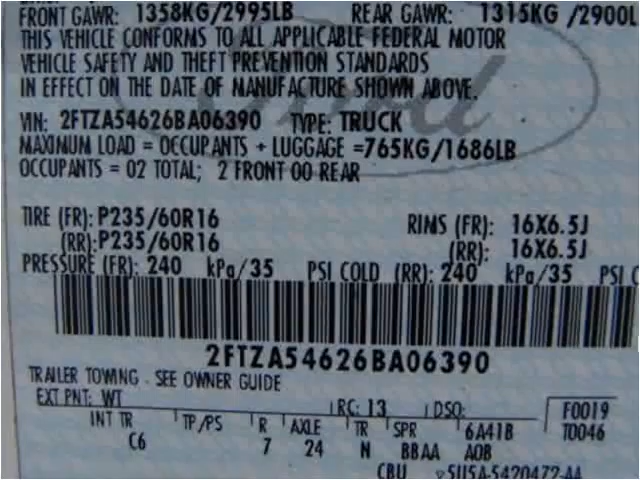 FRONT GAWR: 1358KG/2995LB REAR GAWR: 1315KG /2900L
THIS VEHICLE CONFORMS TO ALL APPLICABLE FEDERAL MOTOR
VEHICLE SAFETY AND THEFT PREVENTION STANDARDS
IN EFFECT ON THE DATE OF MANUFACTURE SHOWN ABOVE.
Ford
VIN: 2FTZA54626BA06390 TYPE: TRUCK
MAXIMUM LOAD = OCCUPANTS + LUGGAGE =765KG/1686LB
OCCUPANTS = 02 TOTAL; 2 FRONT 00 REAR
TIRE (FR): P235/60R16 RIMS (FR): 16X6.5J
(RR): P235/60R16 (RR): 16X6.5J
PRESSURE (FR): 240 kPa/35 PSI COLD (RR): 240 kPa/35 PSI C
2FTZA54626BA06390
TRAILER TOWING - SEE OWNER GUIDE
EXT PNT: WT RC: 13 DSO: F0019
INT TR TP/PS R AXLE TR SPR 6A41B T0046
C6 7 24 N BBAA AOB
CBU 5U5A-5420472-AA